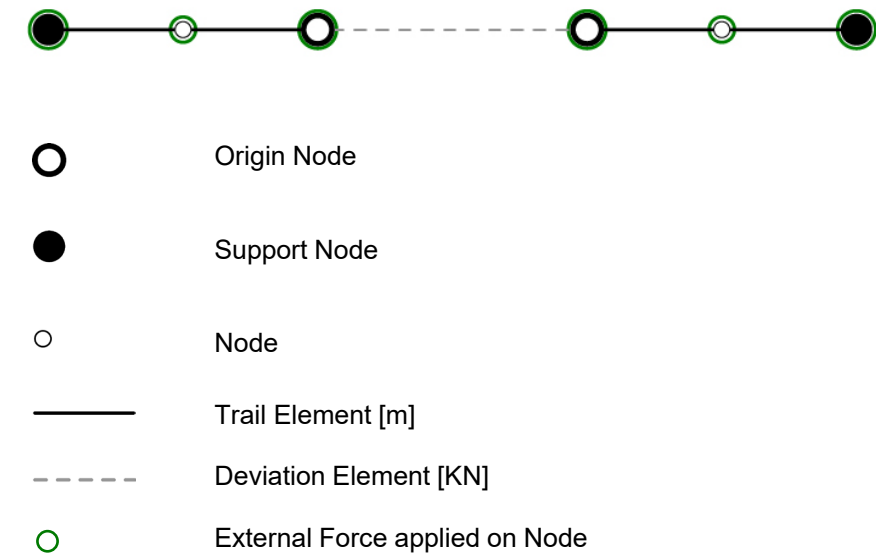 Origin Node
Support Node
Node
Trail Element [m]
Deviation Element [KN]
External Force applied on Node